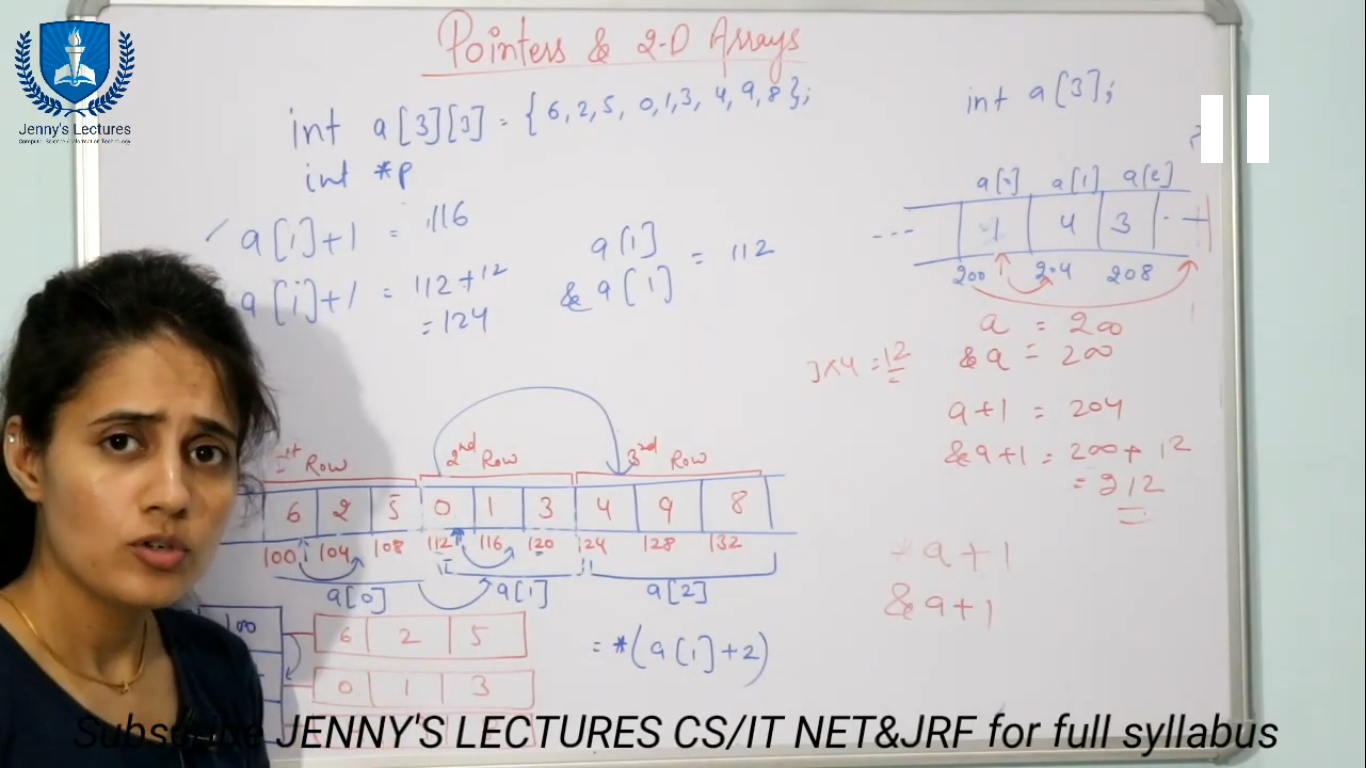 Jenny's Lectures
Pointers & 2-D Arrays
int a[3][3] = { 6, 2, 5, 0, 1, 3, 4, 9, 8 };
int *p
a[1]+1 = 116
a[1]+1 = 112+12
= 124
a[1]
&a[1] = 112
int a[3];
a[0] a[1] a[2]
1 4 3
200 204 208
a = 200
&a = 200
3x4 = 12
a+1 = 204
&a+1 = 200+12
= 212
*a+1
&a+1
1st Row 2nd Row 3rd Row
6 2 5 0 1 3 4 9 8
100 104 108 112 116 120 124 128 132
a[0] a[1] a[2]
100 6 2 5
0 1 3
= *(a[1]+2)
Subscribe JENNY'S LECTURES CS/IT NET&JRF for full syllabus